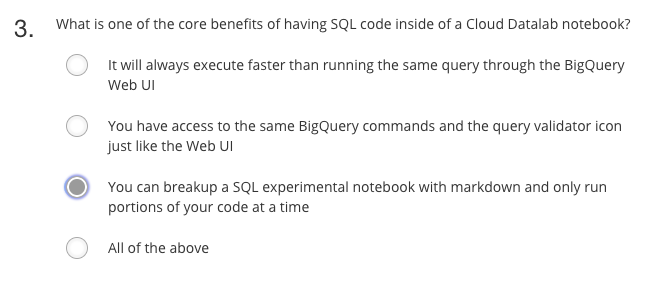 3. What is one of the core benefits of having SQL code inside of a Cloud Datalab notebook?
It will always execute faster than running the same query through the BigQuery
Web UI
You have access to the same BigQuery commands and the query validator icon
just like the Web UI
You can breakup a SQL experimental notebook with markdown and only run
portions of your code at a time
All of the above